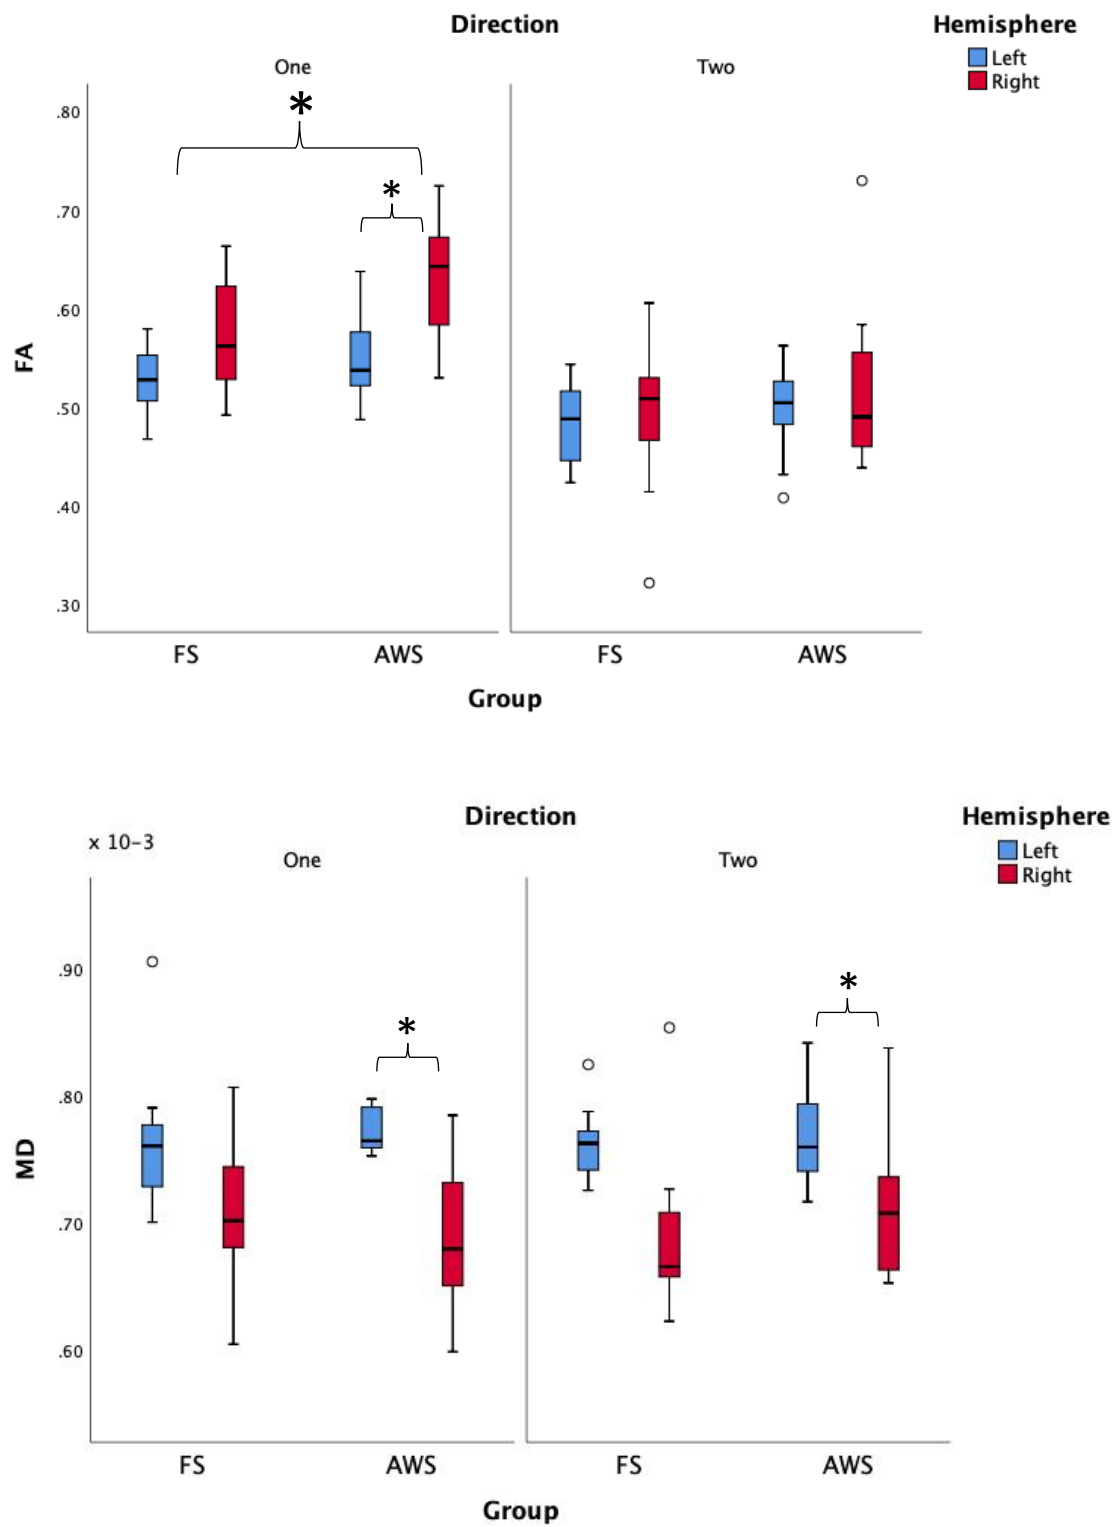 Direction
Hemisphere
Left
Right
One
Two
*
*
.80
.70
.60
.50
.40
.30
FA
FS
AWS
FS
AWS
Group
Direction
Hemisphere
Left
Right
x 10-3
One
Two
*
*
.90
.80
.70
.60
MD
FS
AWS
FS
AWS
Group